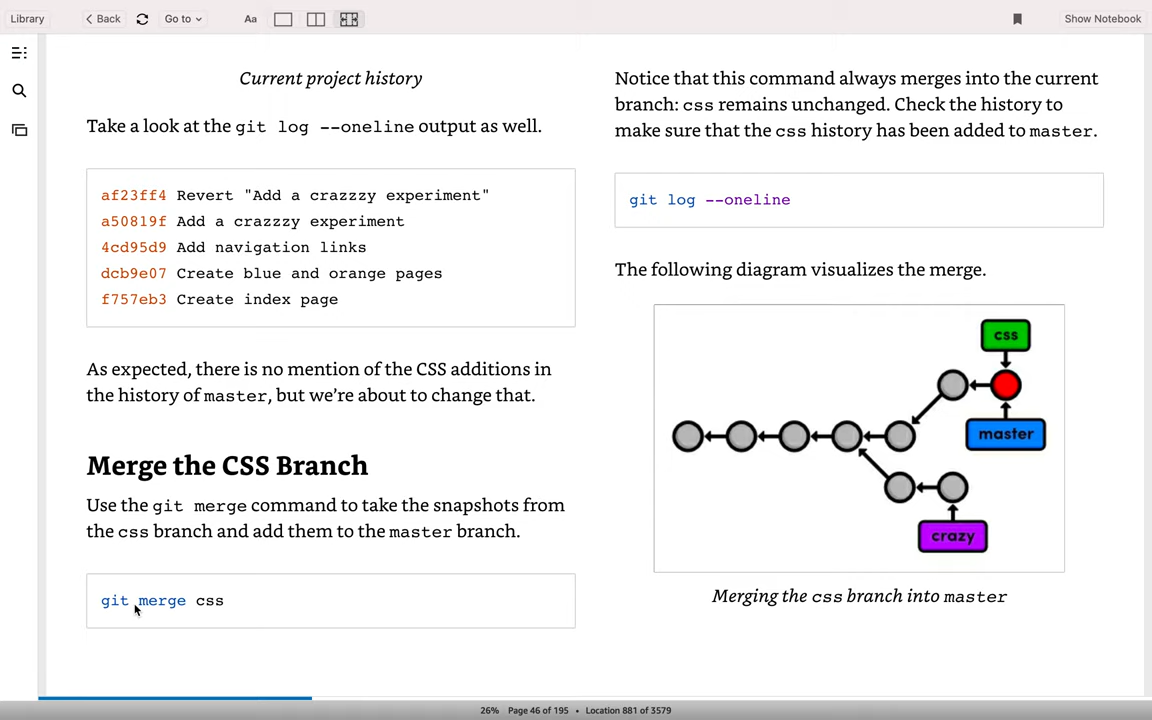 Library
Back
Go to
Aa
Show Notebook
Current project history
Take a look at the git log --oneline output as well.
af23ff4 Revert "Add a crazzzy experiment"
a50819f Add a crazzzy experiment
4cd95d9 Add navigation links
dcb9e07 Create blue and orange pages
f757eb3 Create index page
As expected, there is no mention of the CSS additions in
the history of master, but we’re about to change that.
Merge the CSS Branch
Use the git merge command to take the snapshots from
the css branch and add them to the master branch.
git merge css
Notice that this command always merges into the current
branch: css remains unchanged. Check the history to
make sure that the css history has been added to master.
git log --oneline
The following diagram visualizes the merge.
css
master
crazy
Merging the css branch into master
26% Page 46 of 195 • Location 881 of 3579